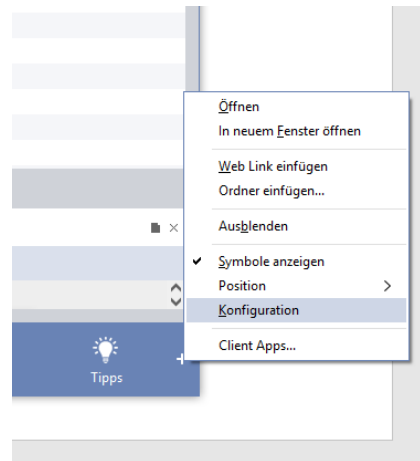 Öffnen
In neuem Fenster öffnen
Web Link einfügen
Ordner einfügen...
Ausblenden
Symbole anzeigen
Position
Konfiguration
Client Apps...
Tipps